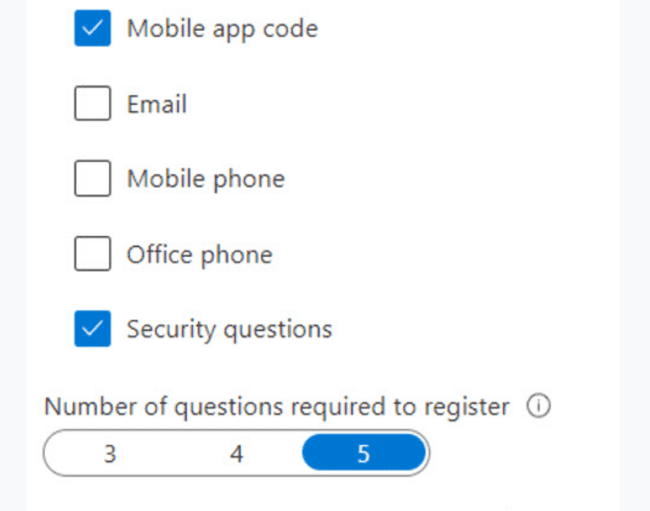 Mobile app code
Email
Mobile phone
Office phone
Security questions
Number of questions required to register
3 4 5